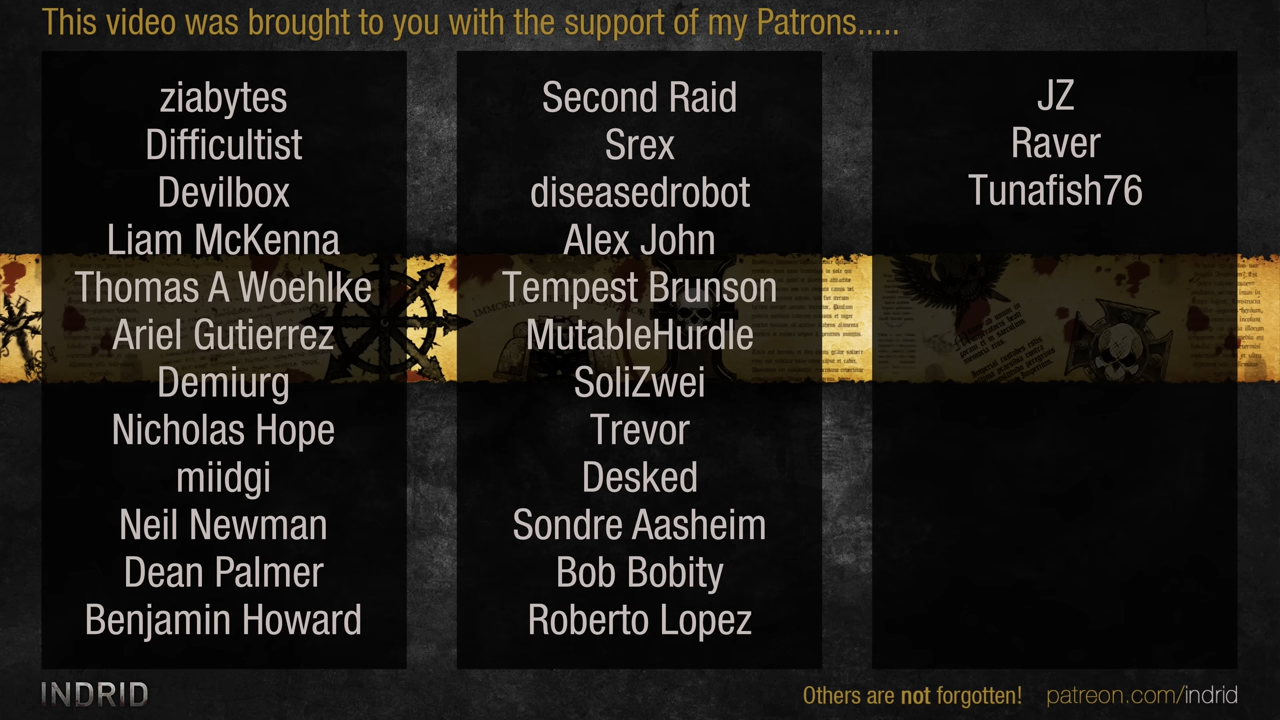 This video was brought to you with the support of my Patrons.....
ziabytes
Difficultist
Devilbox
Liam McKenna
Thomas A Woehlke
Ariel Gutierrez
Demiurg
Nicholas Hope
miidgi
Neil Newman
Dean Palmer
Benjamin Howard
Second Raid
Srex
diseasedrobot
Alex John
Tempest Brunson
MutableHurdle
SoliZwei
Trevor
Desked
Sondre Aasheim
Bob Bobity
Roberto Lopez
JZ
Raver
Tunafish76
INDRID
Others are not forgotten! patreon.com/indrid